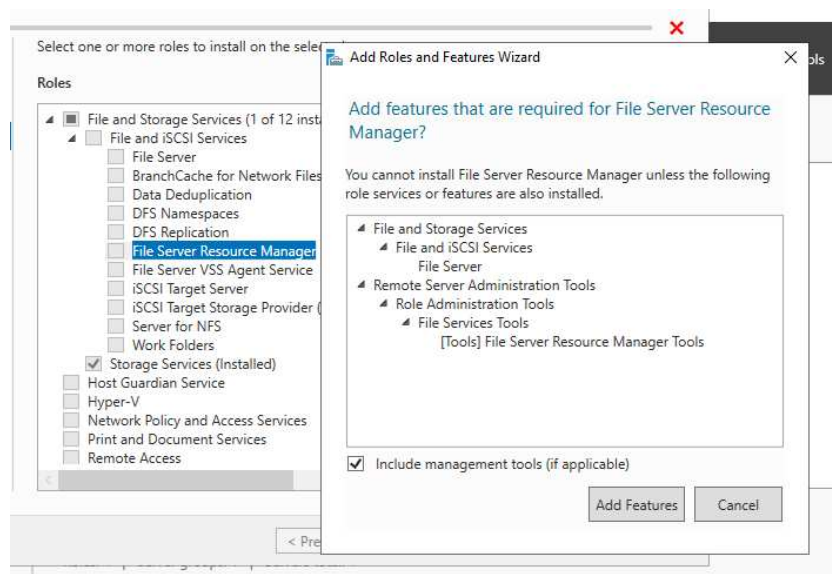 Select one or more roles to install on the sele
Roles
File and Storage Services (1 of 12 inst
File and iSCSI Services
File Server
BranchCache for Network Files
Data Deduplication
DFS Namespaces
DFS Replication
File Server Resource Manager
File Server VSS Agent Service
iSCSI Target Server
iSCSI Target Storage Provider (
Server for NFS
Work Folders
Storage Services (Installed)
Host Guardian Service
Hyper-V
Network Policy and Access Services
Print and Document Services
Remote Access
< Pre
Add Roles and Features Wizard
Add features that are required for File Server Resource
Manager?
You cannot install File Server Resource Manager unless the following
role services or features are also installed.
File and Storage Services
File and iSCSI Services
File Server
Remote Server Administration Tools
Role Administration Tools
File Services Tools
[Tools] File Server Resource Manager Tools
Include management tools (if applicable)
Add Features
Cancel
ols